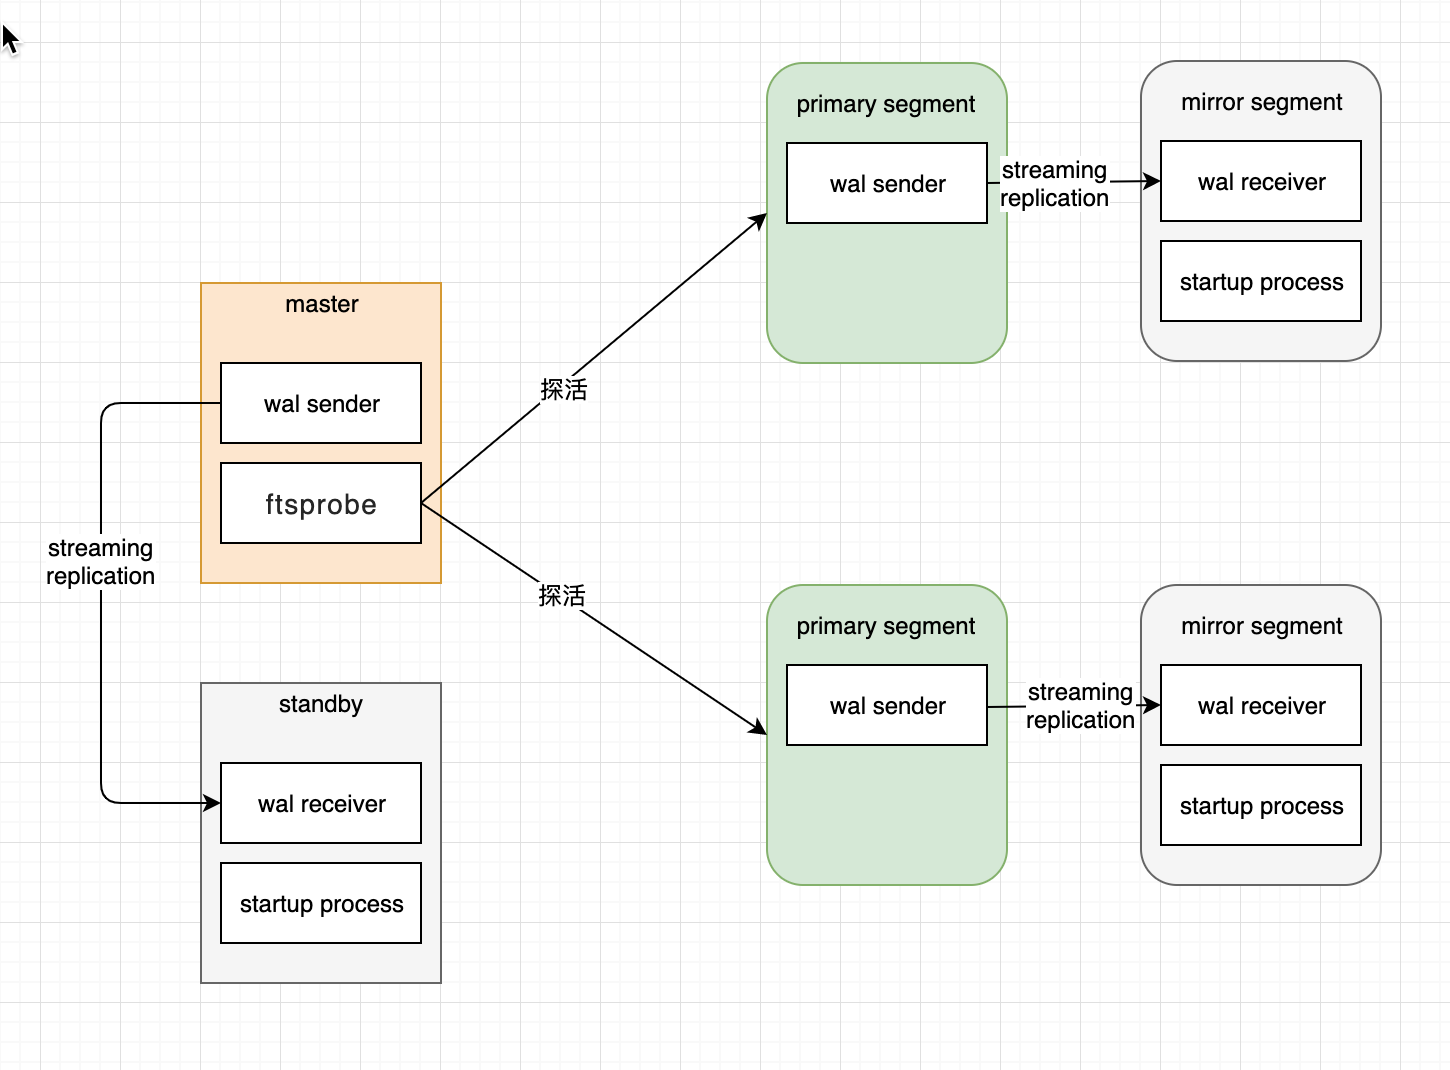 master
wal sender
ftsprobe
streaming
replication
standby
wal receiver
startup process
探活
探活
primary segment
wal sender
streaming
replication
mirror segment
wal receiver
startup process
primary segment
wal sender
streaming
replication
mirror segment
wal receiver
startup process